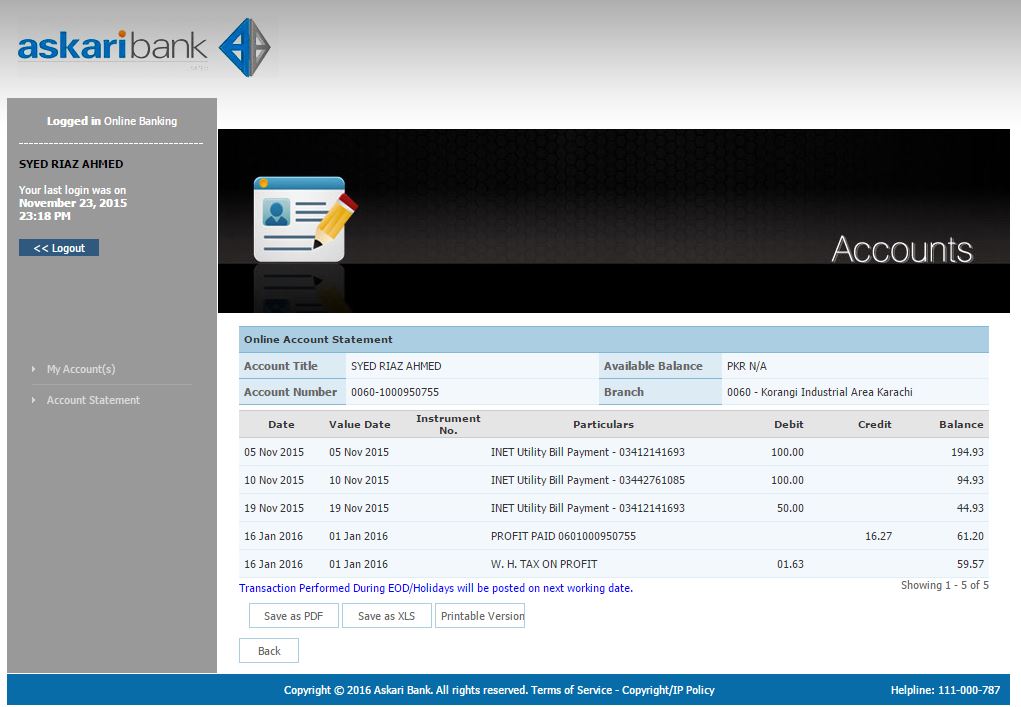 askaribank
Logged in Online Banking
SYED RIAZ AHMED
Your last login was on
November 23, 2015
23:18 PM
<< Logout
My Account(s)
Account Statement
Accounts
Online Account Statement
Account Title SYED RIAZ AHMED Available Balance PKR N/A
Account Number 0060-1000950755 Branch 0060 - Korangi Industrial Area Karachi
Date Value Date Instrument No. Particulars Debit Credit Balance
05 Nov 2015 05 Nov 2015 INET Utility Bill Payment - 03412141693 100.00 194.93
10 Nov 2015 10 Nov 2015 INET Utility Bill Payment - 03442761085 100.00 94.93
19 Nov 2015 19 Nov 2015 INET Utility Bill Payment - 03412141693 50.00 44.93
16 Jan 2016 01 Jan 2016 PROFIT PAID 0601000950755 16.27 61.20
16 Jan 2016 01 Jan 2016 W. H. TAX ON PROFIT 01.63 59.57
Transaction Performed During EOD/Holidays will be posted on next working date. Showing 1 - 5 of 5
Save as PDF Save as XLS Printable Version
Back
Copyright © 2016 Askari Bank. All rights reserved. Terms of Service - Copyright/IP Policy Helpline: 111-000-787